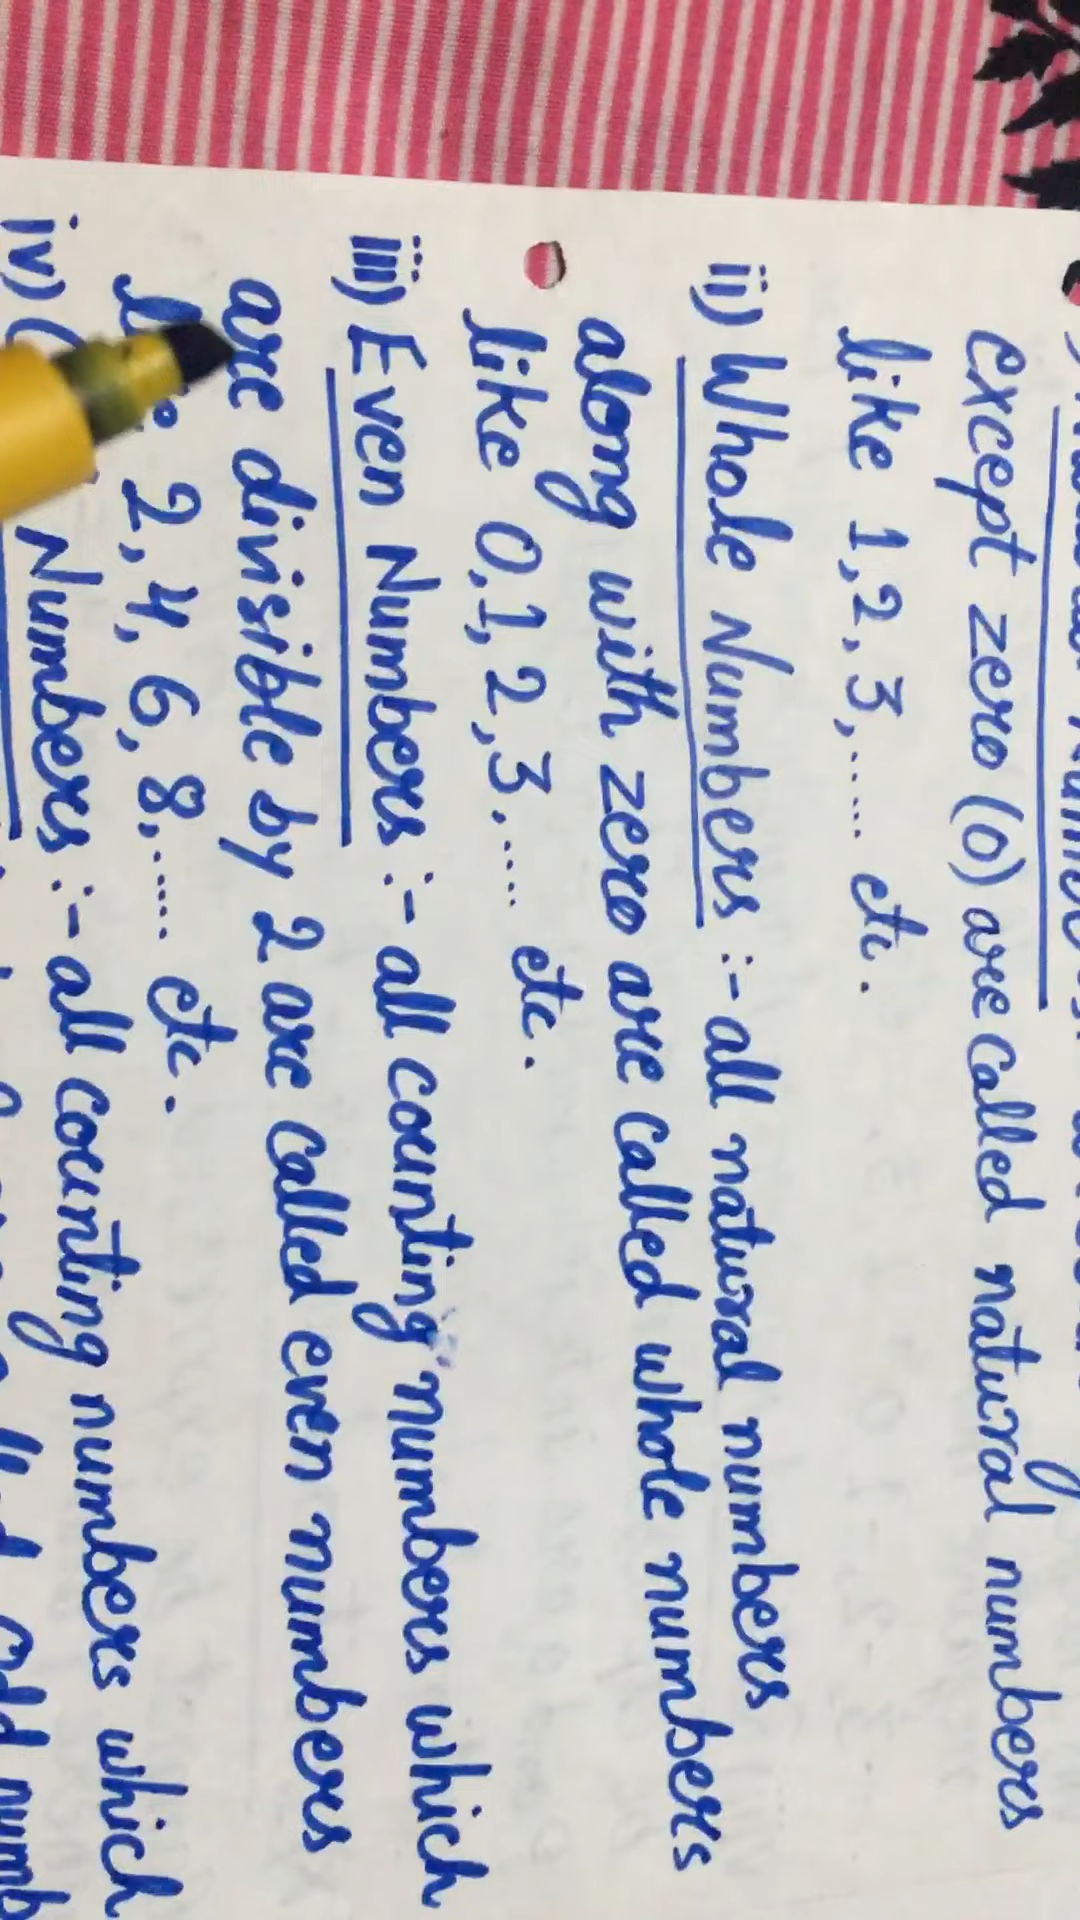 except zero (0) are called natural numbers
like 1,2,3,..... etc.
ii) Whole Numbers :- all natural numbers
along with zero are called whole numbers
like 0,1,2,3..... etc.
iii) Even Numbers :- all counting numbers which
are divisible by 2 are called even numbers
2,4,6,8,..... etc.
iv) Numbers :- all counting numbers which